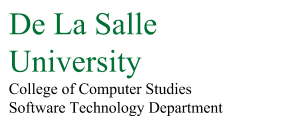 De La Salle
University
College of Computer Studies
Software Technology Department